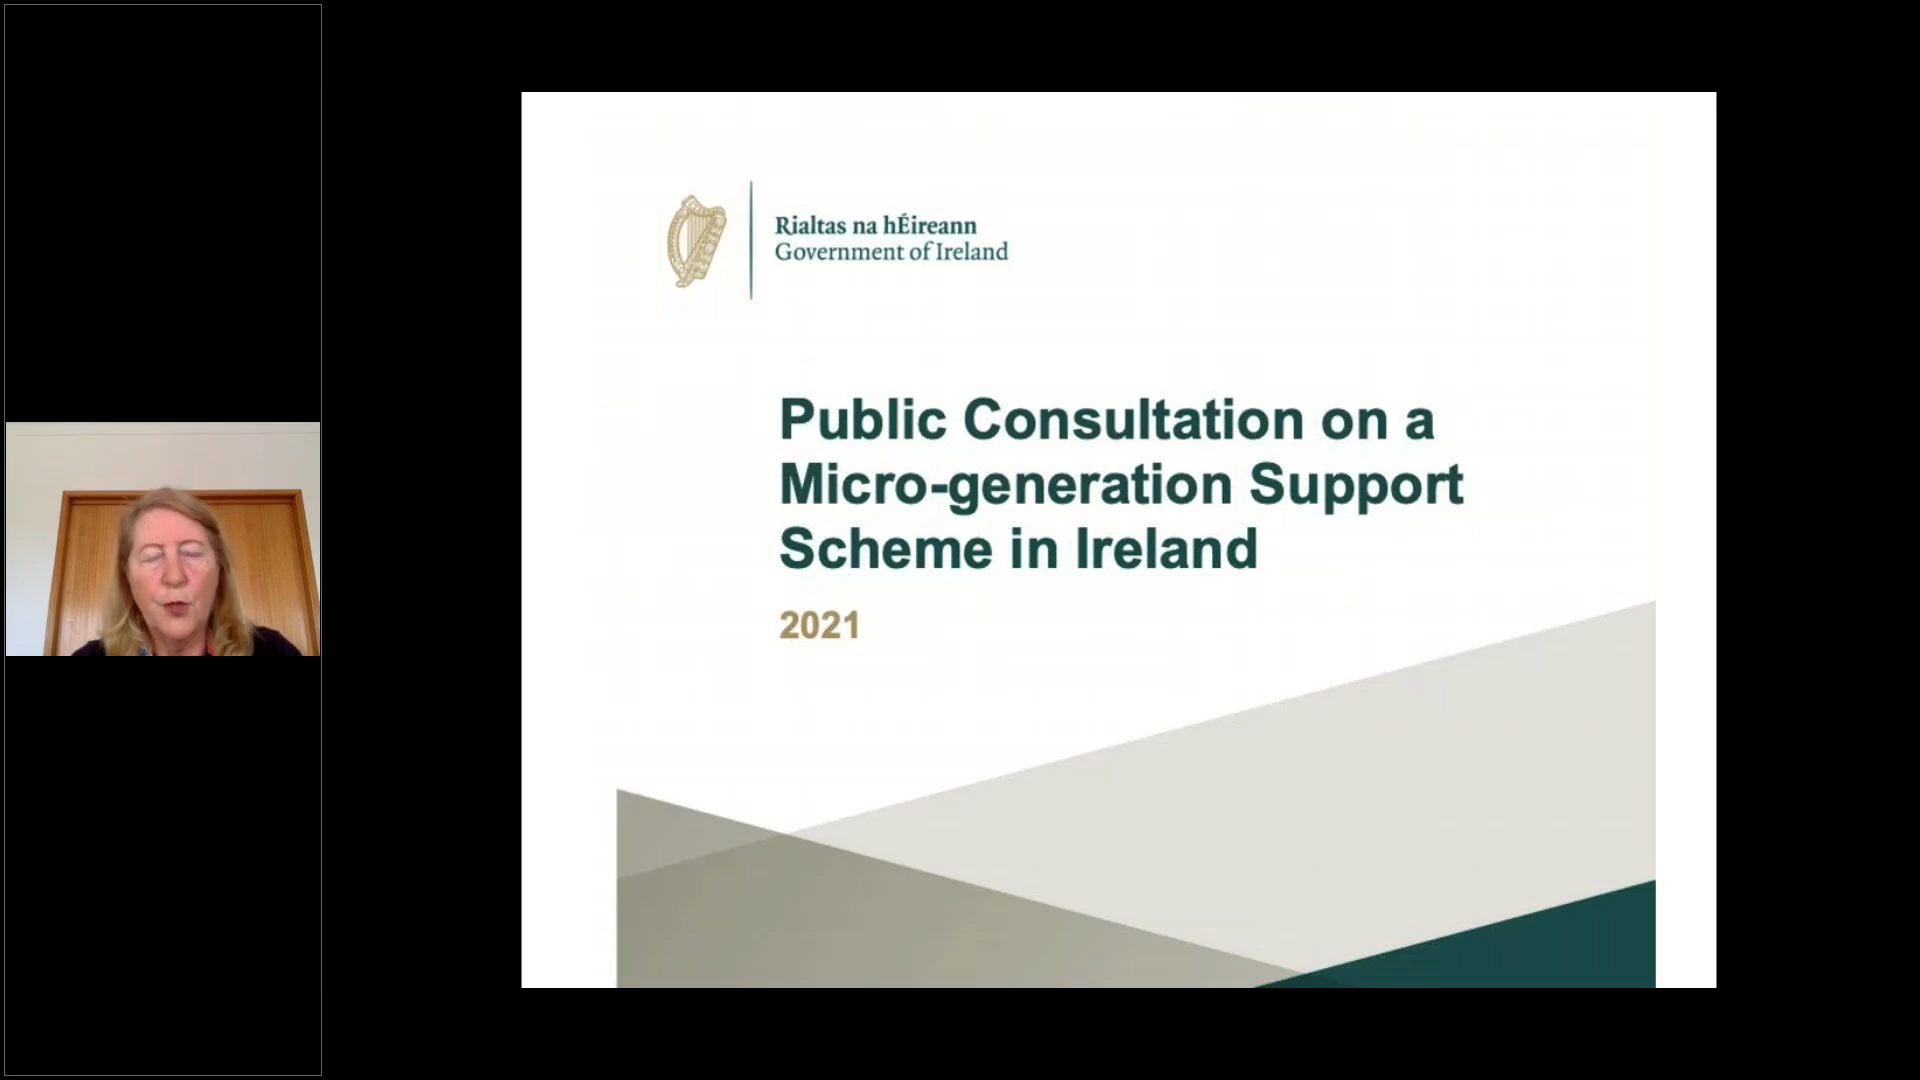 Rialtas na hÉireann
Government of Ireland
Public Consultation on a
Micro-generation Support
Scheme in Ireland
2021